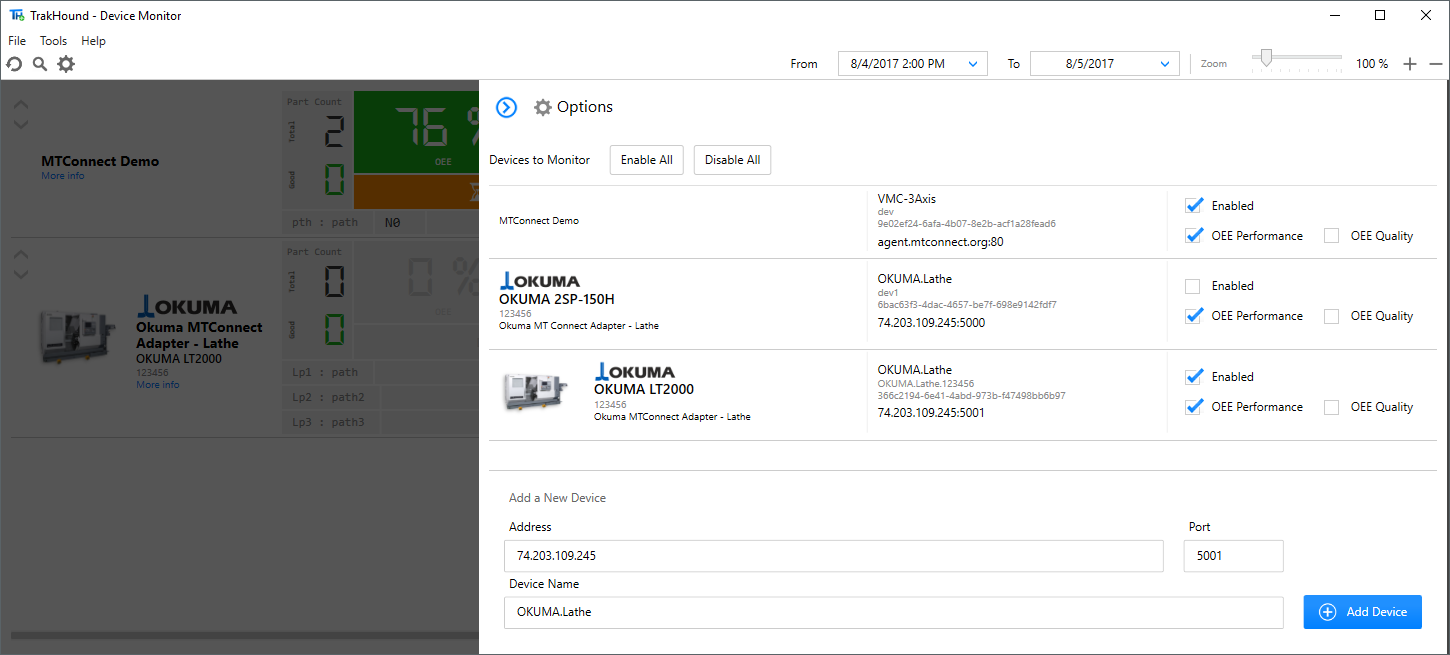 TrakHound - Device Monitor
File Tools Help
From 8/4/2017 2:00 PM To 8/5/2017 Zoom 100 %
Part Count
Total 2
Good 0
76 %
OEE
MTConnect Demo
More info
pth : path N0
Part Count
Total 0
Good 0
0 %
OEE
OKUMA
Okuma MTConnect
Adapter - Lathe
OKUMA LT2000
123456
More info
Lp1 : path
Lp2 : path2
Lp3 : path3
Options
Devices to Monitor Enable All Disable All
MTConnect Demo
VMC-3Axis
dev
9e02ef24-6afa-4b07-8e2b-acf1a28fead6
agent.mtconnect.org:80
Enabled
OEE Performance OEE Quality
OKUMA
OKUMA 2SP-150H
123456
Okuma MT Connect Adapter - Lathe
OKUMA.Lathe
dev1
6bac63f3-4dac-4657-be7f-698e9142fdf7
74.203.109.245:5000
Enabled
OEE Performance OEE Quality
OKUMA
OKUMA LT2000
123456
Okuma MTConnect Adapter - Lathe
OKUMA.Lathe
OKUMA.Lathe.123456
366c2194-6e41-4abd-973b-f47498bb6b97
74.203.109.245:5001
Enabled
OEE Performance OEE Quality
Add a New Device
Address Port
74.203.109.245 5001
Device Name
OKUMA.Lathe Add Device